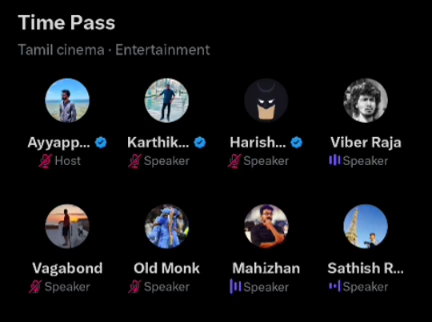 Time Pass
Tamil cinema · Entertainment
Ayyapp... Karthik... Harish... Viber Raja
Host Speaker Speaker Speaker
Vagabond Old Monk Mahizhan Sathish R...
Speaker Speaker Speaker Speaker